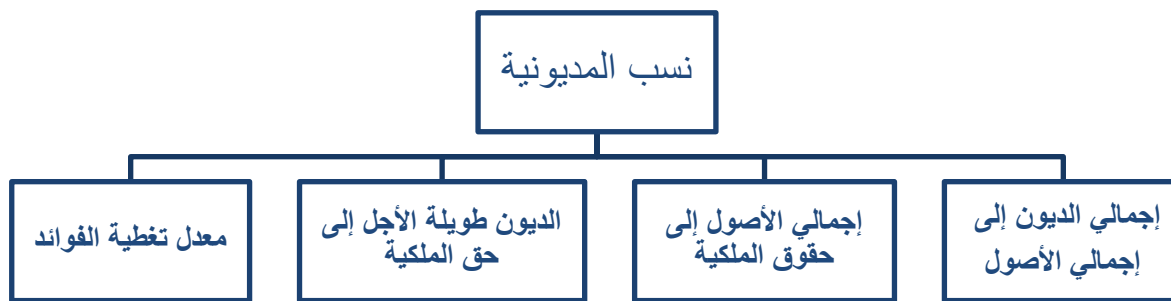 نسب المديونية
إجمالي الديون إلى
إجمالي الأصول
إجمالي الأصول إلى
حقوق الملكية
الديون طويلة الأجل إلى
حق الملكية
معدل تغطية الفوائد